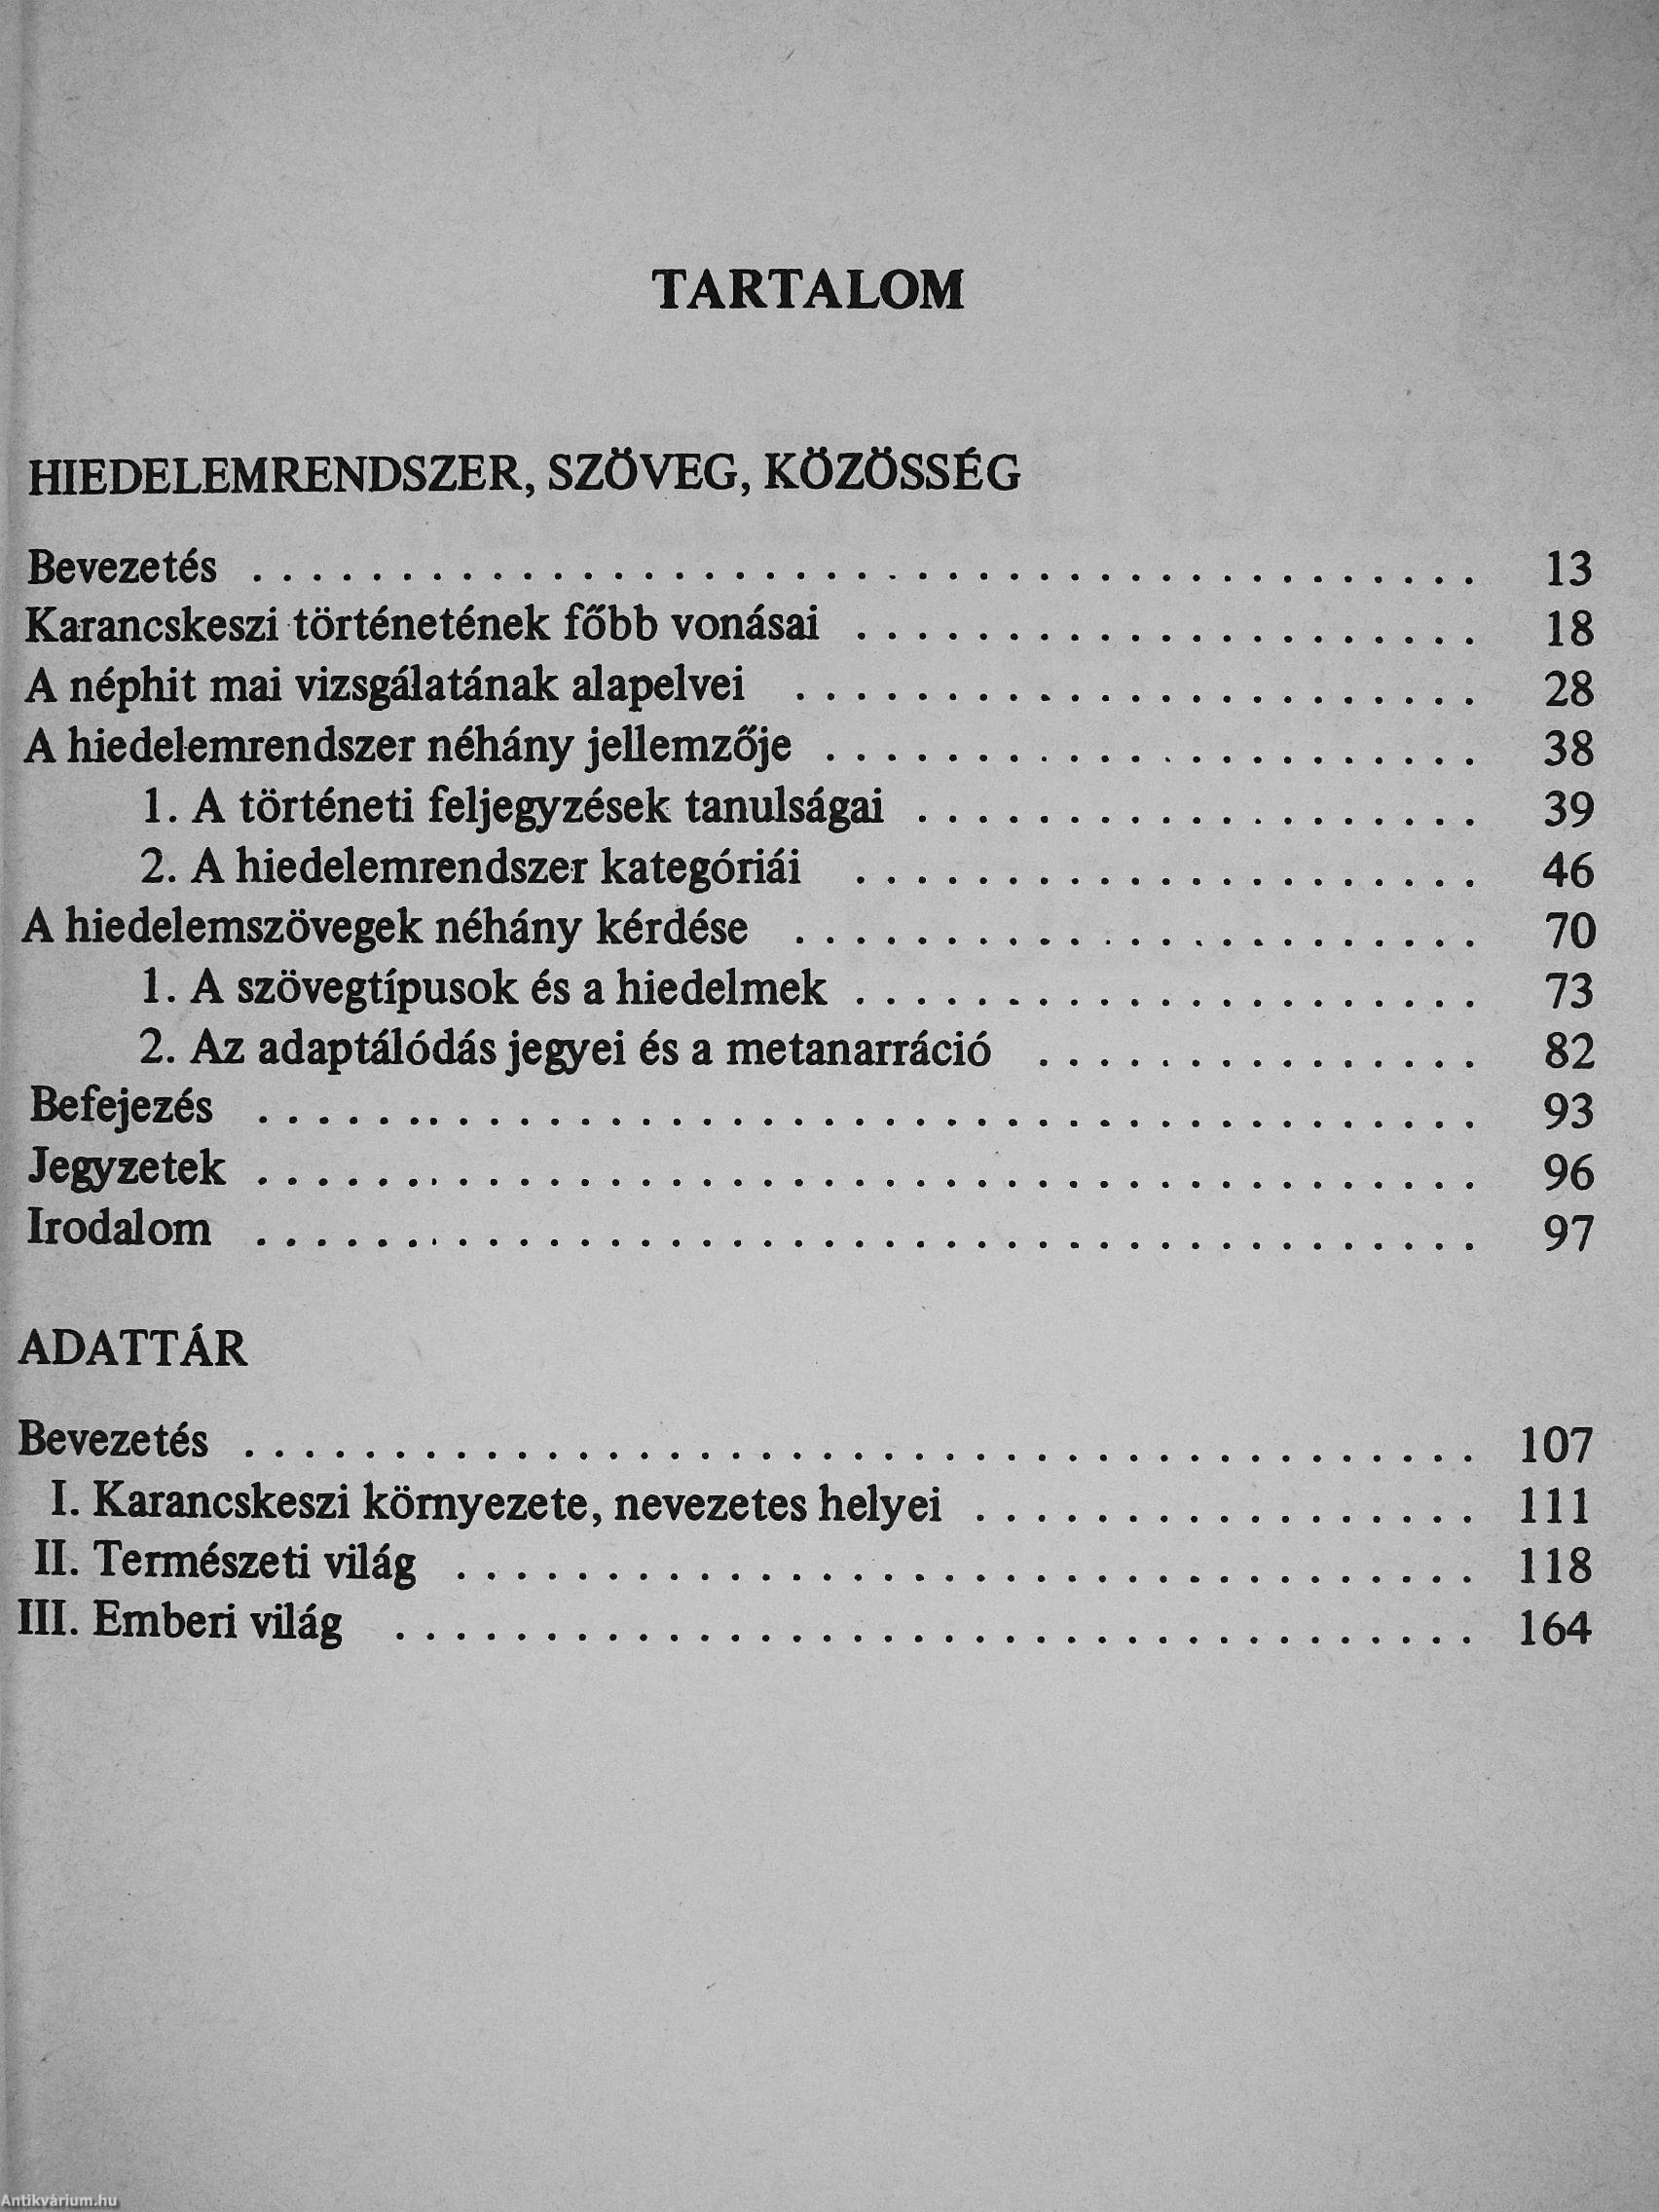 TARTALOM
HIEDELEMRENDSZER, SZÖVEG, KÖZÖSSÉG
Bevezetés . . . . . . . . . . . . . . . . . . . . 13
Karancskeszi történetének főbb vonásai . . . . . . . . . . 18
A néphit mai vizsgálatának alapelvei . . . . . . . . . . 28
A hiedelemrendszer néhány jellemzője . . . . . . . . . . 38
1. A történeti feljegyzések tanulságai . . . . . . . . . . 39
2. A hiedelemrendszer kategóriái . . . . . . . . . . 46
A hiedelemszövegek néhány kérdése . . . . . . . . . . 70
1. A szövegtípusok és a hiedelmek . . . . . . . . . . 73
2. Az adaptálódás jegyei és a metanarráció . . . . . . . . . . 82
Befejezés . . . . . . . . . . . . . . . . . . . . 93
Jegyzetek . . . . . . . . . . . . . . . . . . . . 96
Irodalom . . . . . . . . . . . . . . . . . . . . 97
ADATTÁR
Bevezetés . . . . . . . . . . . . . . . . . . . . 107
I. Karancskeszi környezete, nevezetes helyei . . . . . . . . . . 111
II. Természeti világ . . . . . . . . . . . . . . . 118
III. Emberi világ . . . . . . . . . . . . . . . 164
Antikvárium.hu